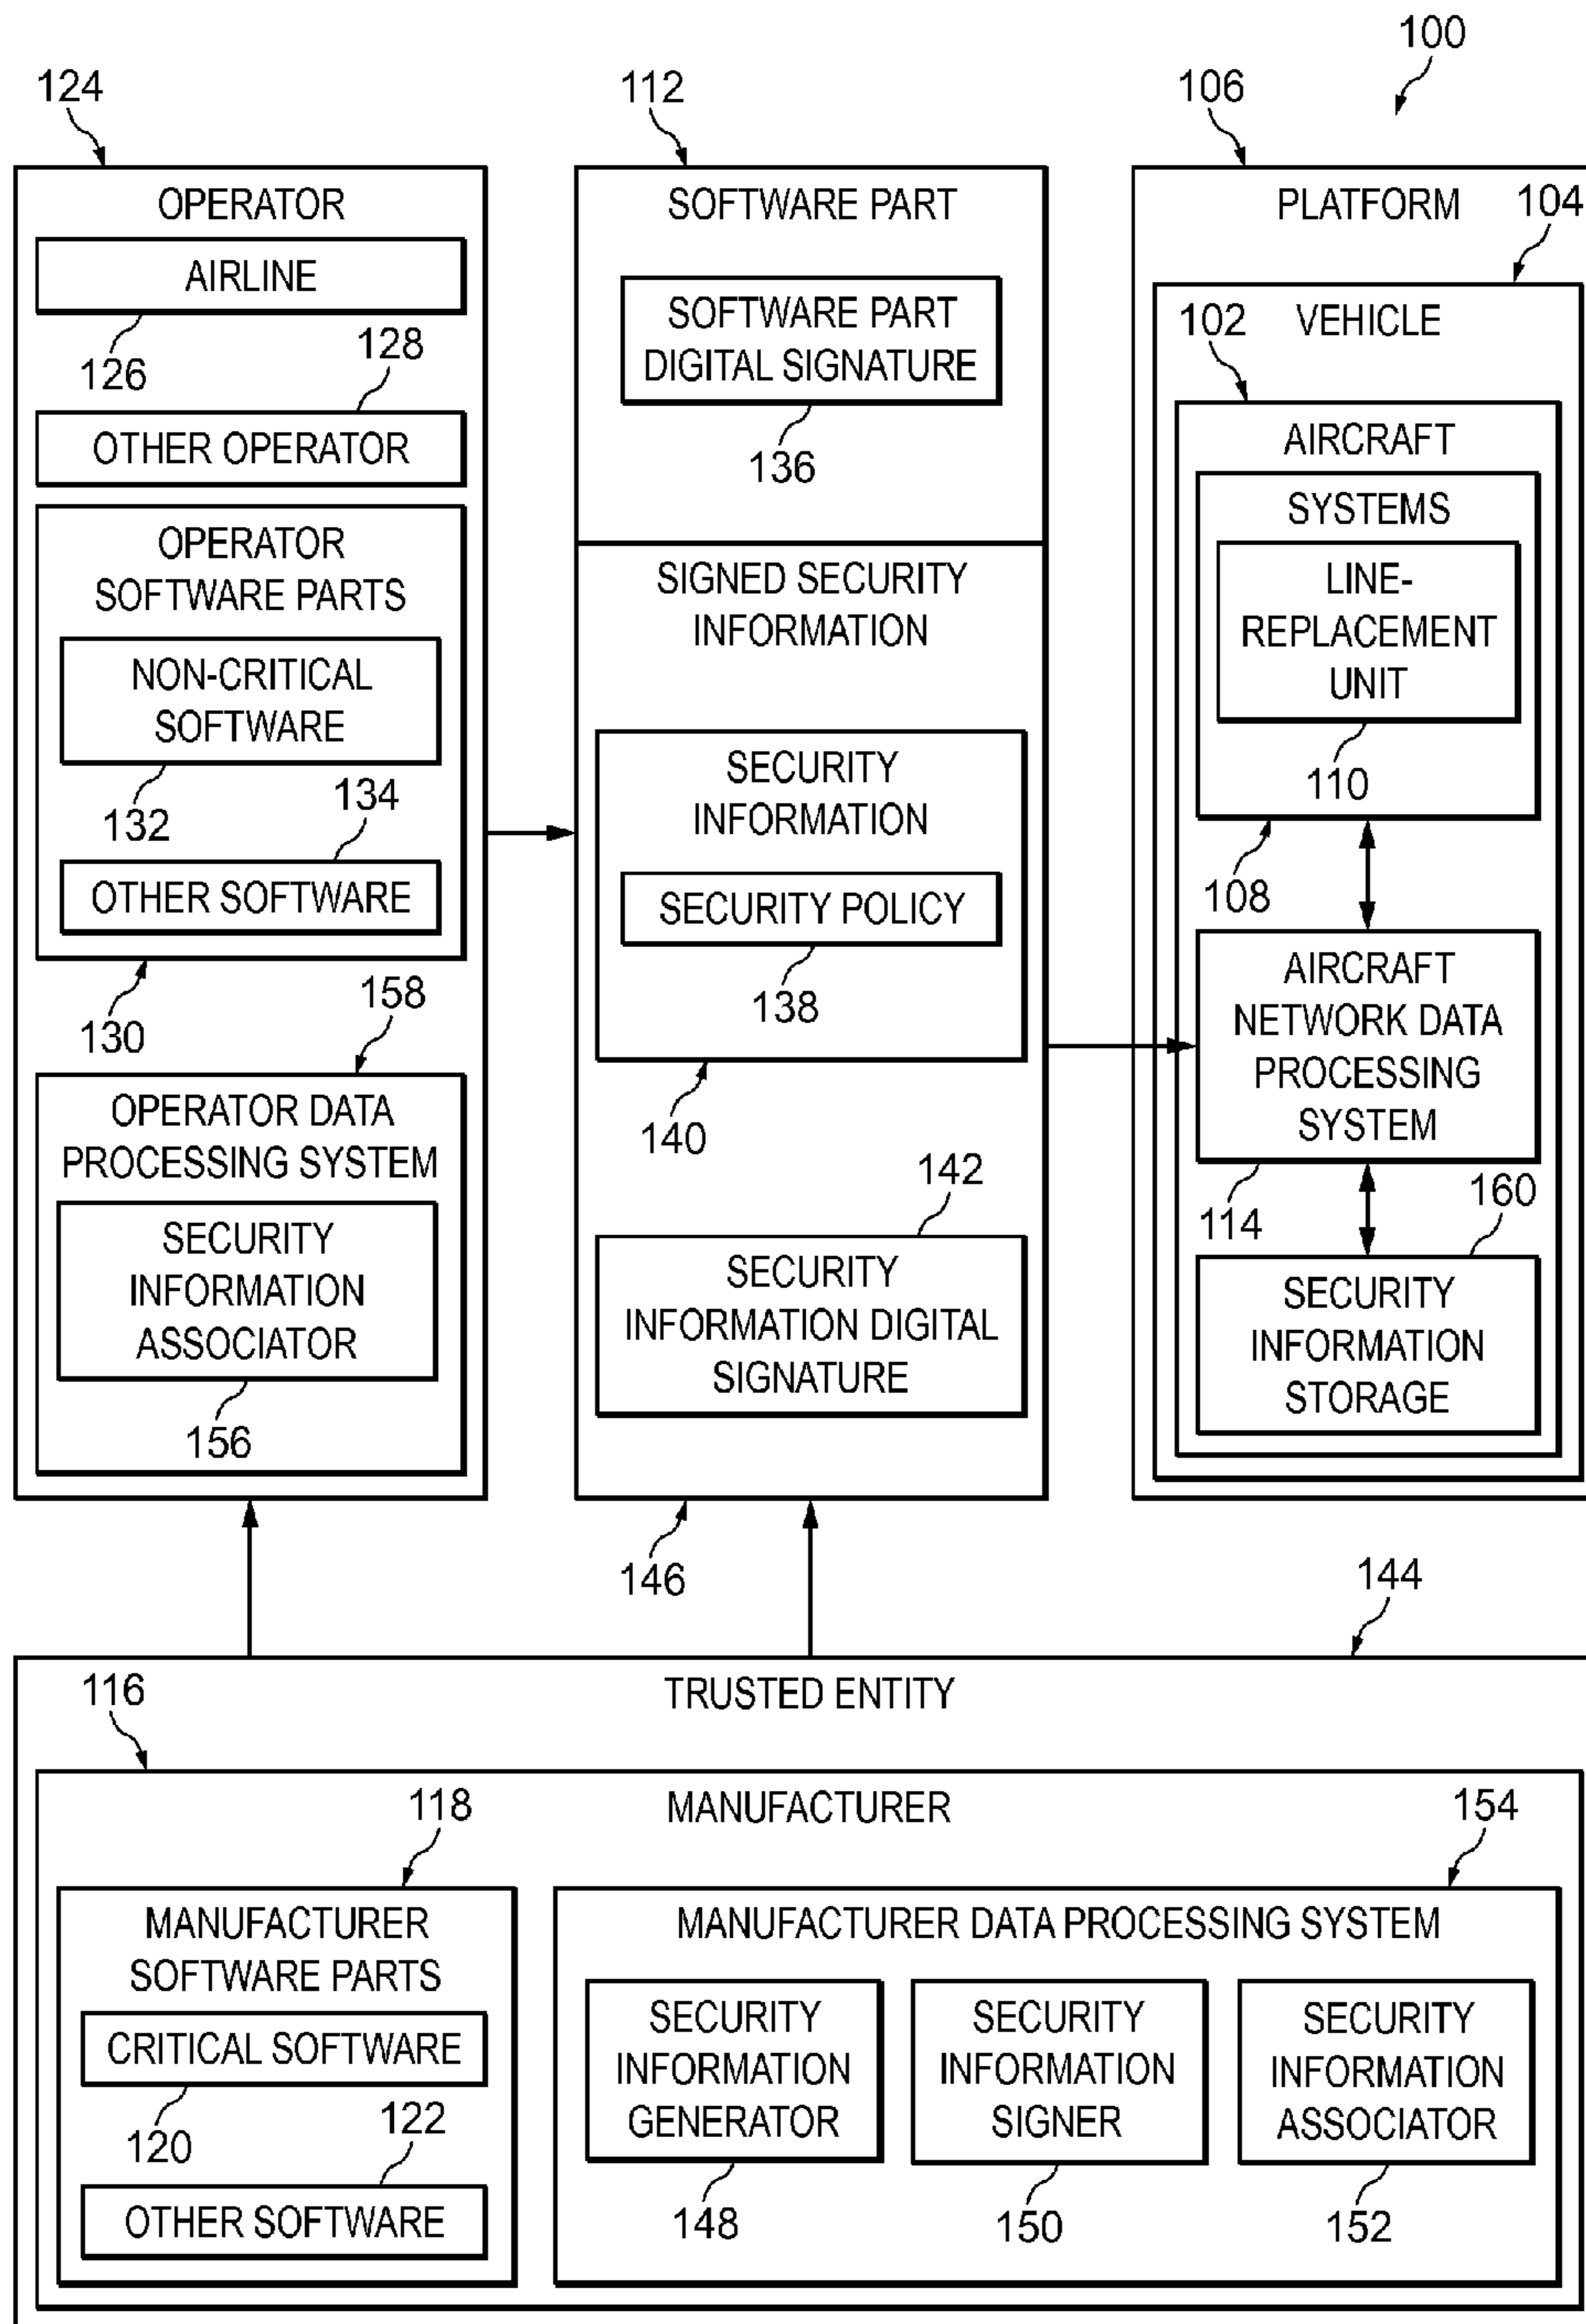 100
124
OPERATOR
AIRLINE
126
128
OTHER OPERATOR
OPERATOR
SOFTWARE PARTS
NON-CRITICAL
SOFTWARE
132
134
OTHER SOFTWARE
130
158
OPERATOR DATA
PROCESSING SYSTEM
SECURITY
INFORMATION
ASSOCIATOR
156
112
SOFTWARE PART
SOFTWARE PART
DIGITAL SIGNATURE
136
SIGNED SECURITY
INFORMATION
SECURITY
INFORMATION
SECURITY POLICY
138
140
142
SECURITY
INFORMATION DIGITAL
SIGNATURE
146
106
PLATFORM
104
VEHICLE
102
AIRCRAFT
SYSTEMS
LINE-
REPLACEMENT
UNIT
110
108
AIRCRAFT
NETWORK DATA
PROCESSING
SYSTEM
114
160
SECURITY
INFORMATION
STORAGE
144
TRUSTED ENTITY
116
MANUFACTURER
118
MANUFACTURER
SOFTWARE PARTS
CRITICAL SOFTWARE
120
122
OTHER SOFTWARE
154
MANUFACTURER DATA PROCESSING SYSTEM
SECURITY
INFORMATION
GENERATOR
148
SECURITY
INFORMATION
SIGNER
150
SECURITY
INFORMATION
ASSOCIATOR
152